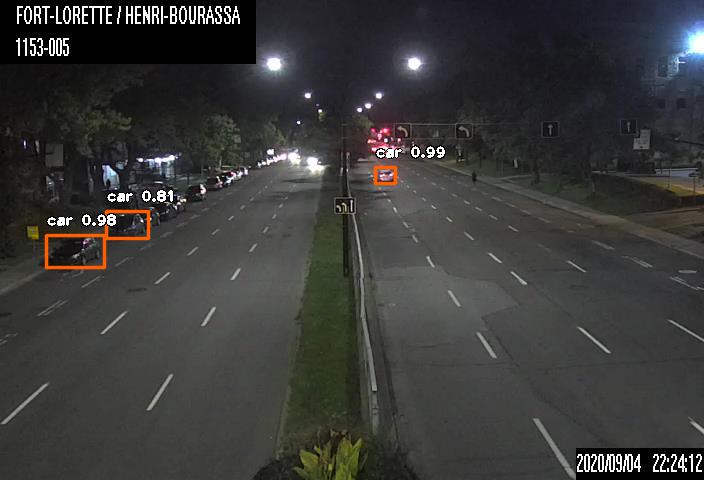 FORT-LORETTE / HENRI-BOURASSA
1153-005
car 0.99
car 0.81
car 0.98
2020/09/04 22:24:12